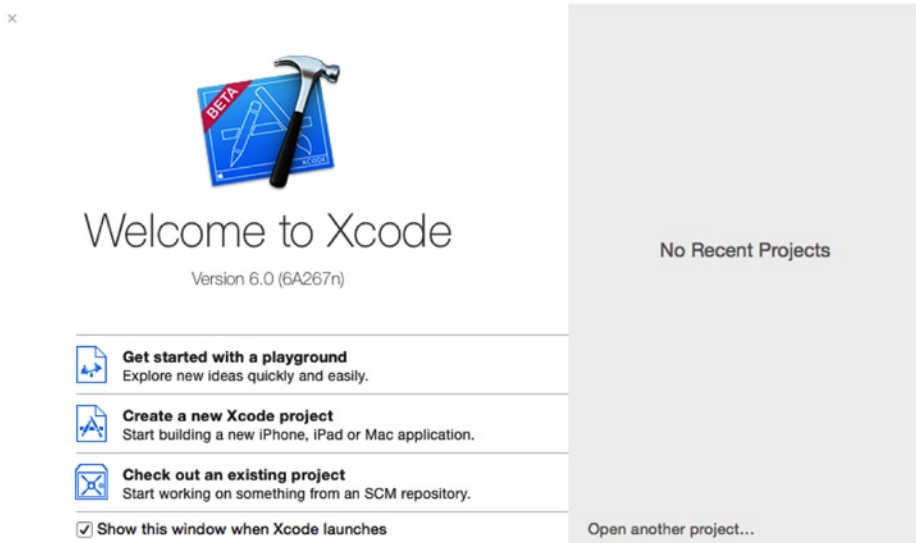 BETA
XCODE
Welcome to Xcode
Version 6.0 (6A267n)
Get started with a playground
Explore new ideas quickly and easily.
Create a new Xcode project
Start building a new iPhone, iPad or Mac application.
Check out an existing project
Start working on something from an SCM repository.
Show this window when Xcode launches
No Recent Projects
Open another project...